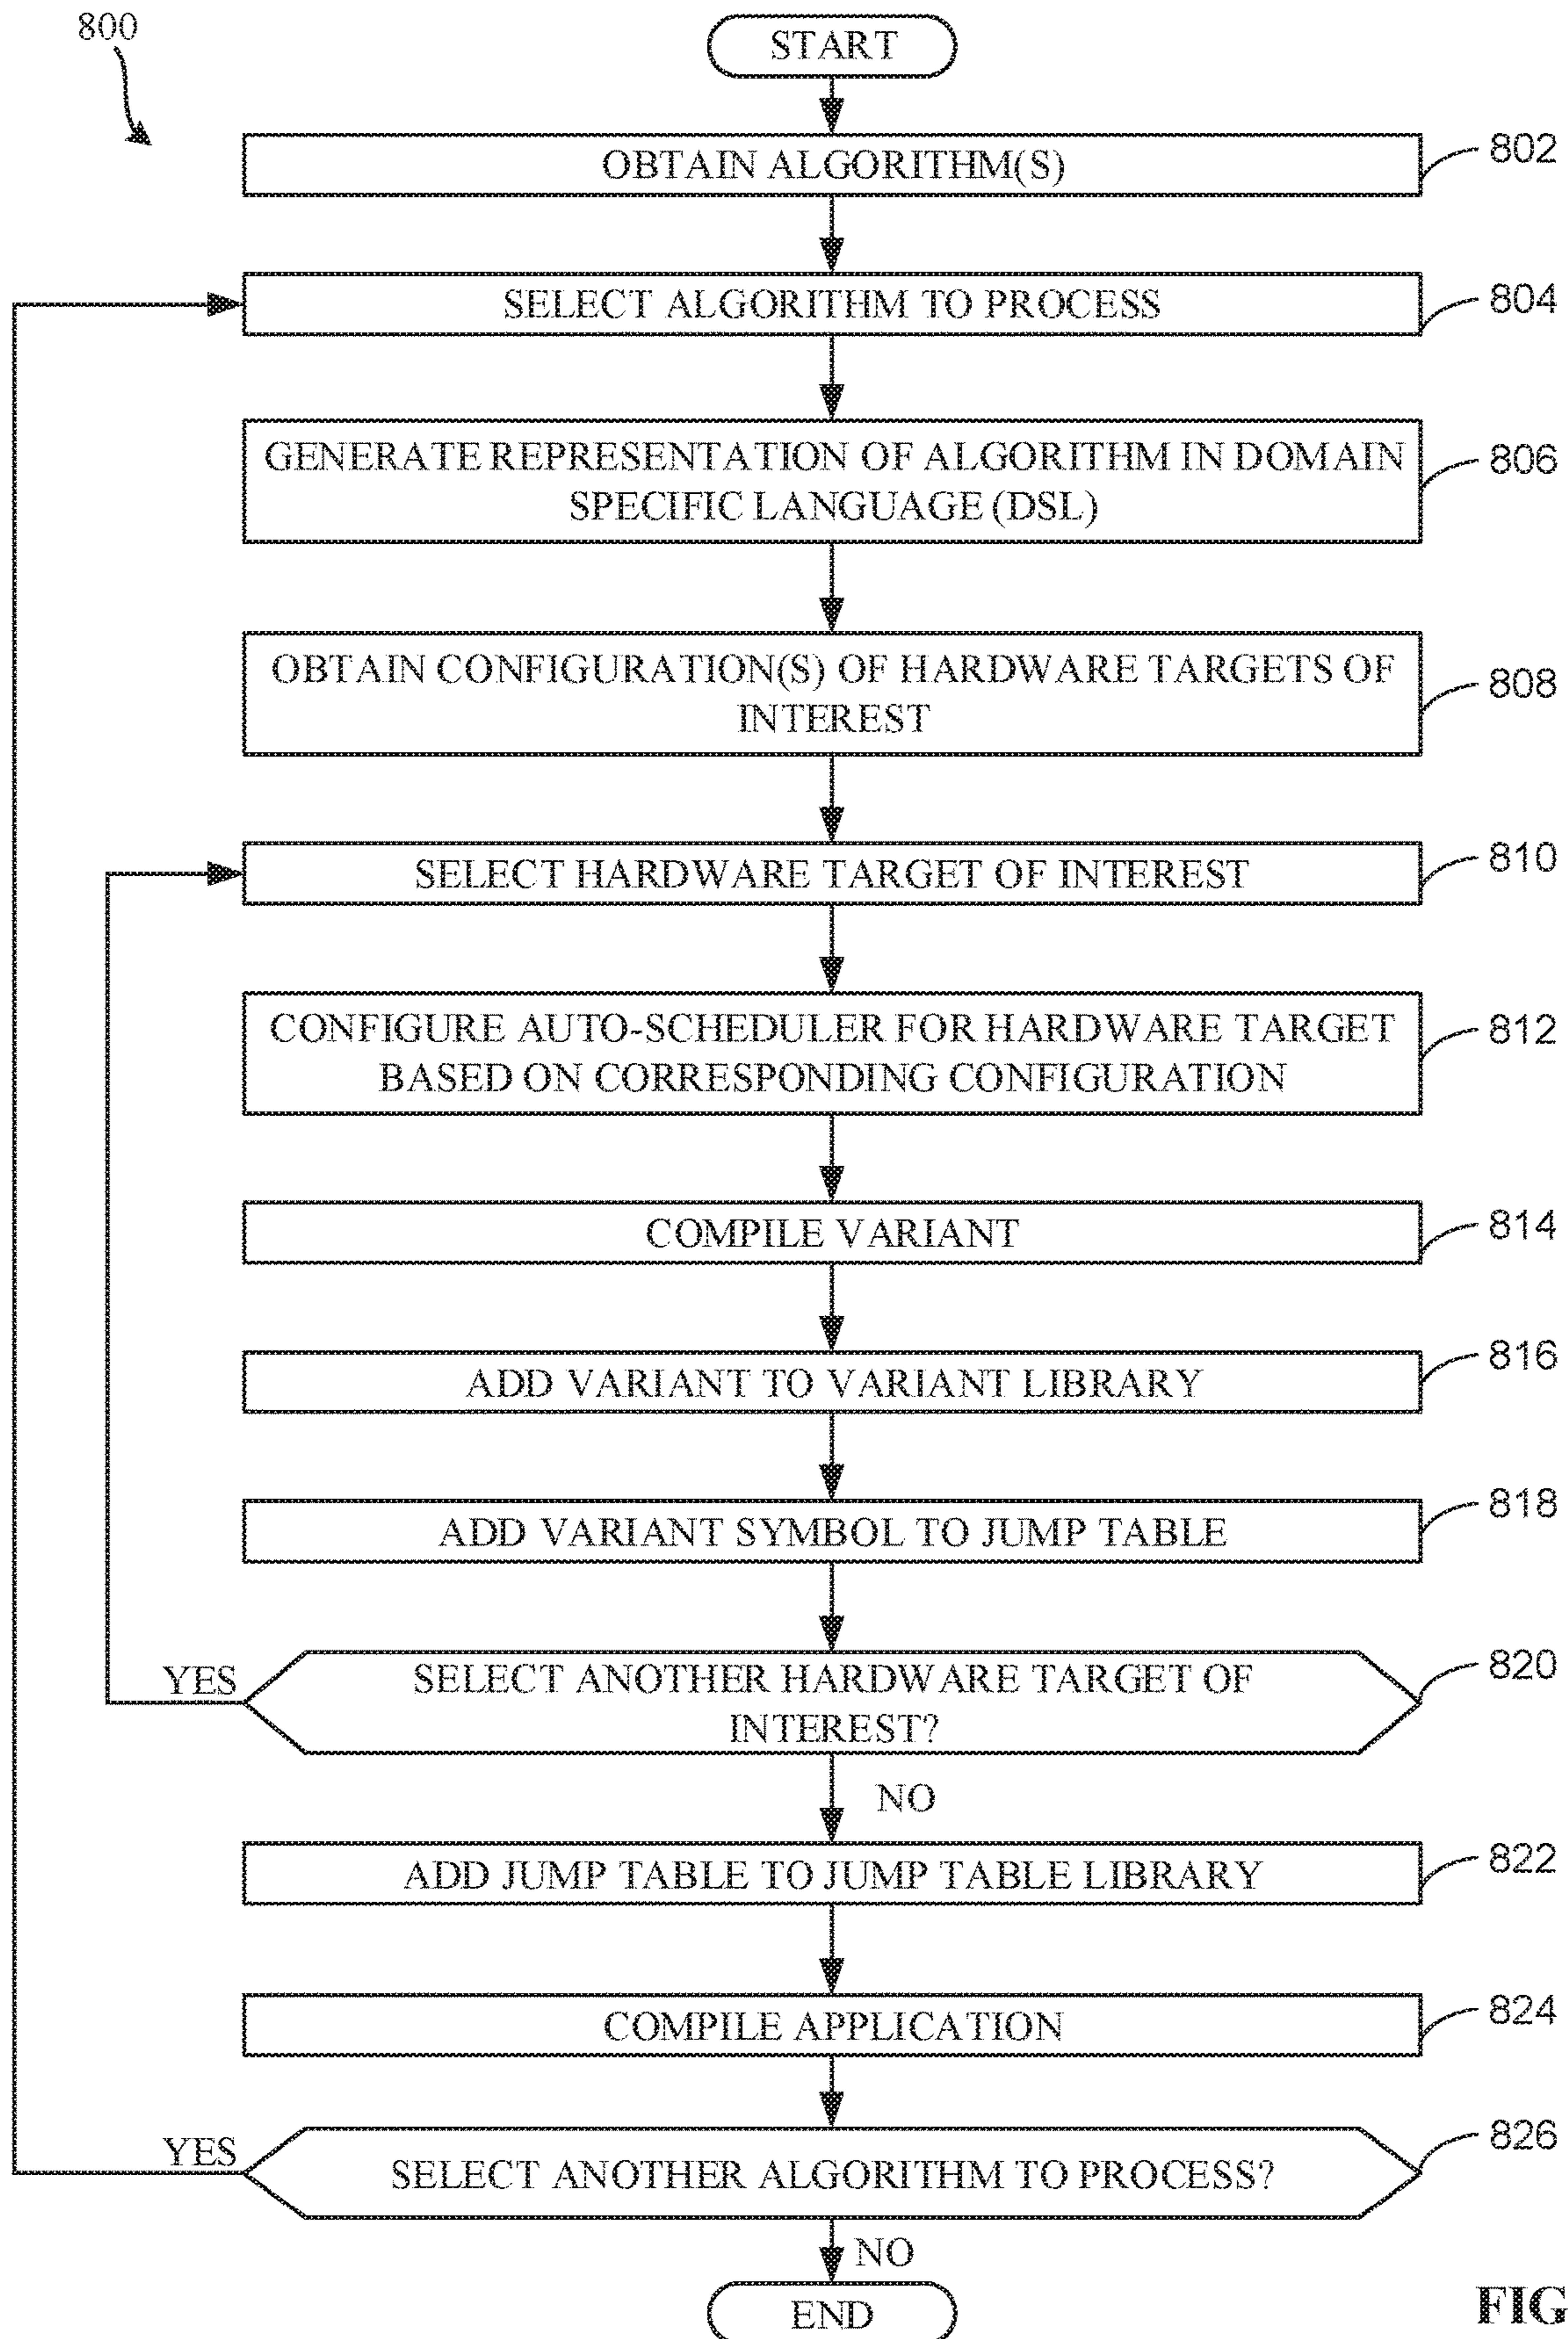 800
START
OBTAIN ALGORITHM(S)
802
SELECT ALGORITHM TO PROCESS
804
GENERATE REPRESENTATION OF ALGORITHM IN DOMAIN
SPECIFIC LANGUAGE (DSL)
806
OBTAIN CONFIGURATION(S) OF HARDWARE TARGETS OF
INTEREST
808
SELECT HARDWARE TARGET OF INTEREST
810
CONFIGURE AUTO-SCHEDULER FOR HARDWARE TARGET
BASED ON CORRESPONDING CONFIGURATION
812
COMPILE VARIANT
814
ADD VARIANT TO VARIANT LIBRARY
816
ADD VARIANT SYMBOL TO JUMP TABLE
818
YES
SELECT ANOTHER HARDWARE TARGET OF
INTEREST?
820
NO
ADD JUMP TABLE TO JUMP TABLE LIBRARY
822
COMPILE APPLICATION
824
YES
SELECT ANOTHER ALGORITHM TO PROCESS?
826
NO
END
FIG